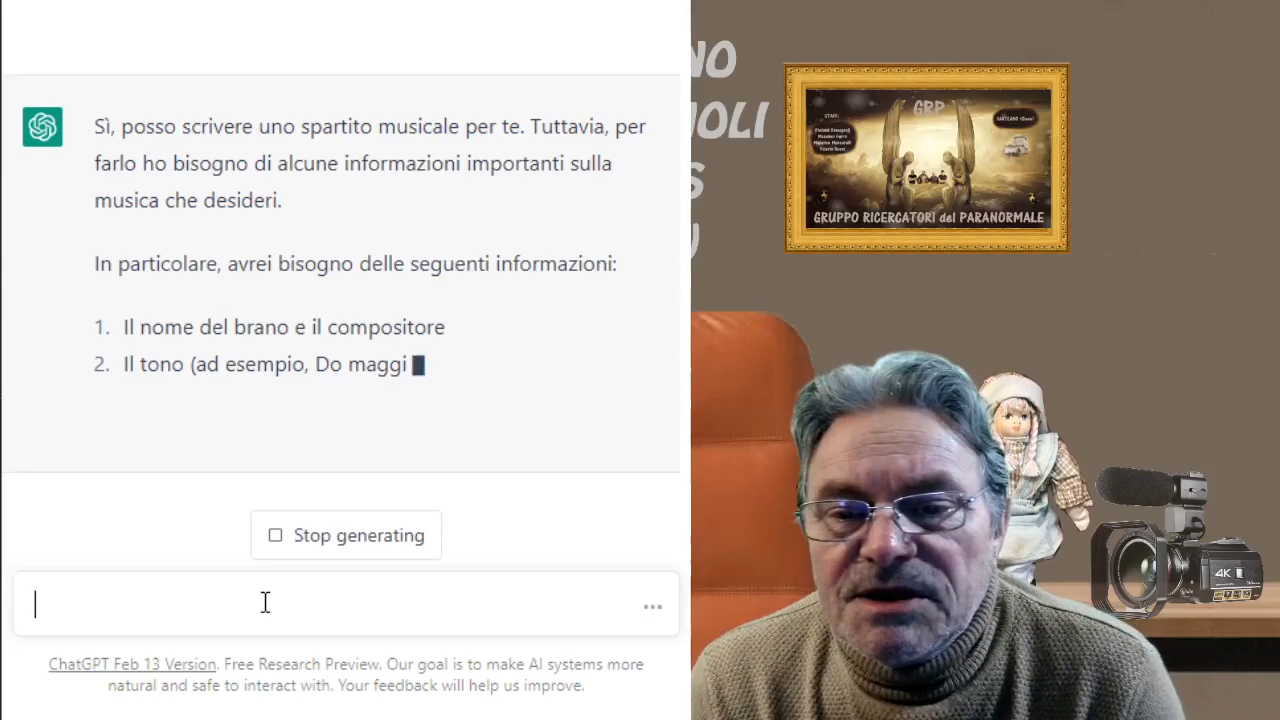 Sì, posso scrivere uno spartito musicale per te. Tuttavia, per
farlo ho bisogno di alcune informazioni importanti sulla
musica che desideri.
In particolare, avrei bisogno delle seguenti informazioni:
1. Il nome del brano e il compositore
2. Il tono (ad esempio, Do maggi
Stop generating
ChatGPT Feb 13 Version. Free Research Preview. Our goal is to make AI systems more
natural and safe to interact with. Your feedback will help us improve.
NO
OLI
S
GRP
STAFF:
SARTEANO (Siena)
GRUPPO RICERCATORI del PARANORMALE
4K